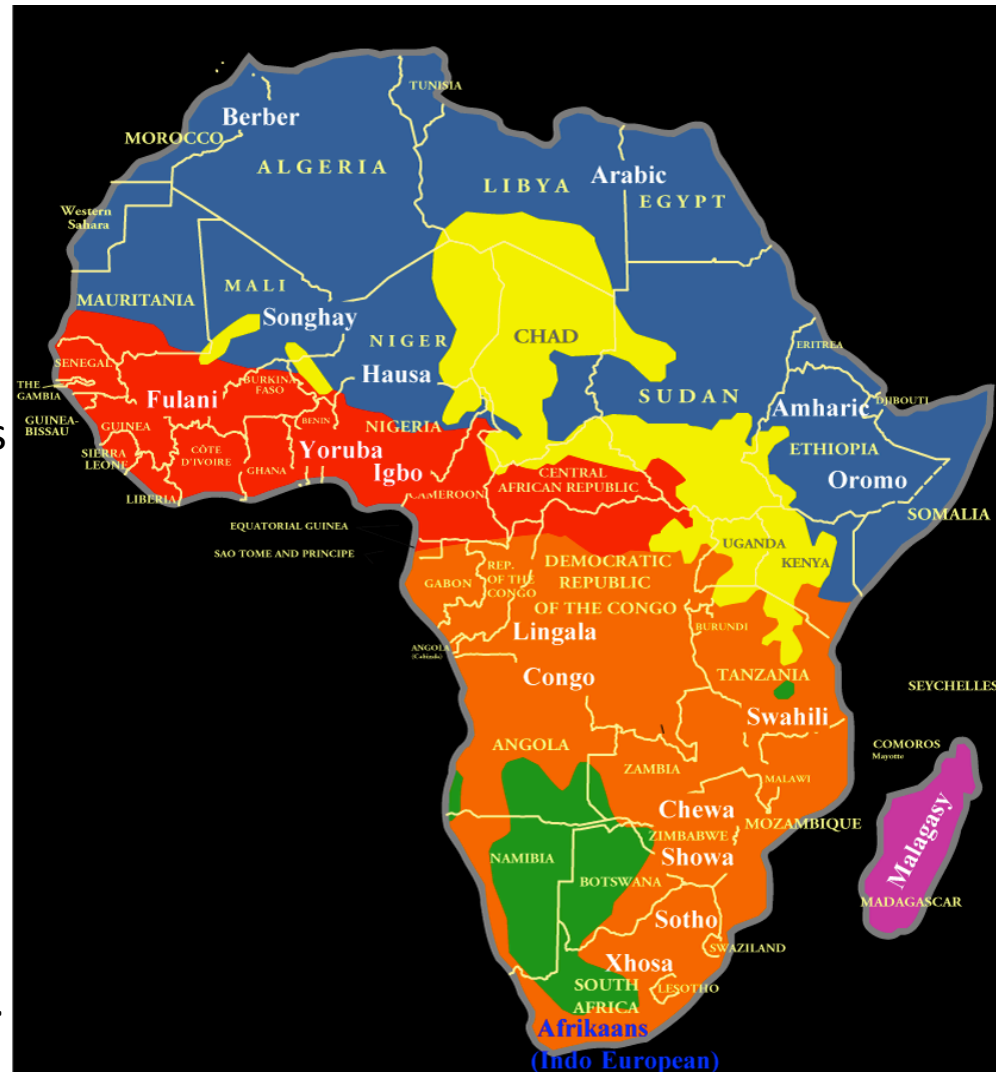 TUNISIA
Berber
MOROCCO
ALGERIA
LIBYA
Arabic
EGYPT
Western
Sahara
MALI
MAURITANIA
Songhay
NIGER
CHAD
ERITREA
SENEGAL
Hausa
SUDAN
THE
GAMBIA
BURKINA
FASO
Fulani
Amharic
DJIBOUTI
GUINEA-
BISSAU
GUINEA
BENIN
NIGERIA
S
SIERRA
LEONE
CÔTE
D'IVOIRE
GHANA
Yoruba
Igbo
ETHIOPIA
Oromo
LIBERIA
CAMEROON
CENTRAL
AFRICAN REPUBLIC
SOMALIA
EQUATORIAL GUINEA
SAO TOME AND PRINCIPE
UGANDA
KENYA
GABON
REP.
OF THE
CONGO
DEMOCRATIC
REPUBLIC
OF THE CONGO
Lingala
BURUNDI
ANGOLA
(Cabinda)
Congo
TANZANIA
SEYCHELLES
Swahili
ANGOLA
COMOROS
Mayotte
ZAMBIA
MALAWI
Chewa
MOZAMBIQUE
ZIMBABWE
Showa
NAMIBIA
BOTSWANA
Malagasy
MADAGASCAR
Sotho
SWAZILAND
Xhosa
SOUTH
AFRICA
LESOTHO
Afrikaans
(Indo European)